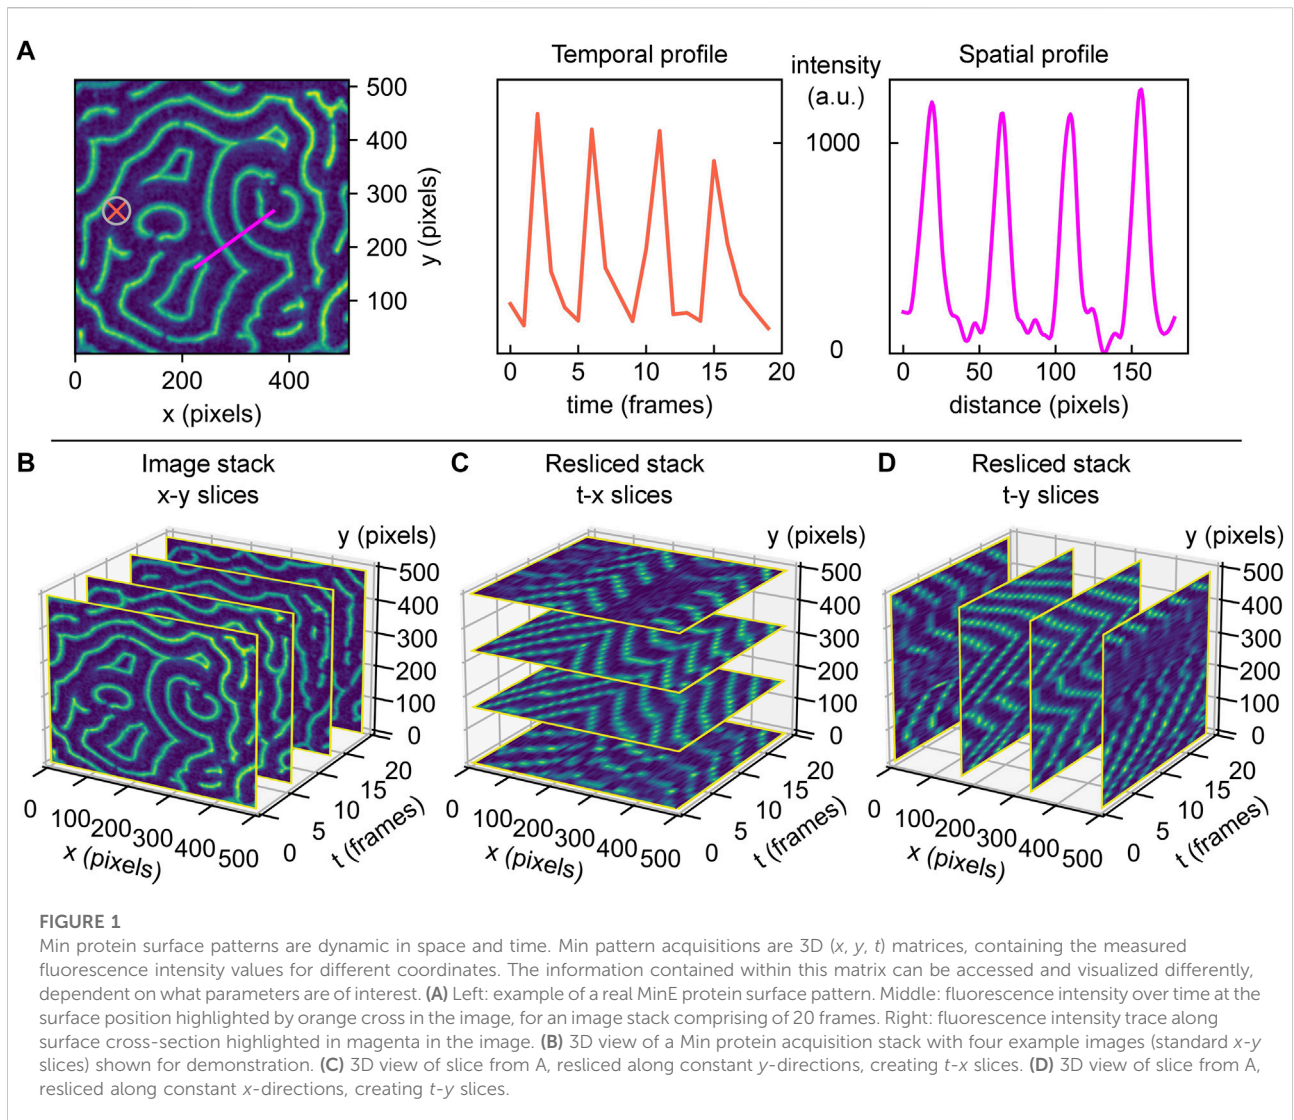 A
Temporal profile
intensity
(a.u.)
Spatial profile
500
400
300
200
100
y (pixels)
0 200 400
x (pixels)
0 5 10 15 20
time (frames)
1000
0
0 50 100 150
distance (pixels)
B
Image stack
x-y slices
y (pixels)
500
400
300
200
100
0
0 100 200 300 400 500
x (pixels)
0 5 10 15 20
t (frames)
C
Resliced stack
t-x slices
y (pixels)
500
400
300
200
100
0
0 100 200 300 400 500
x (pixels)
0 5 10 15 20
t (frames)
D
Resliced stack
t-y slices
y (pixels)
500
400
300
200
100
0
0 100 200 300 400 500
x (pixels)
0 5 10 15 20
t (frames)
FIGURE 1
Min protein surface patterns are dynamic in space and time. Min pattern acquisitions are 3D (x, y, t) matrices, containing the measured
fluorescence intensity values for different coordinates. The information contained within this matrix can be accessed and visualized differently,
dependent on what parameters are of interest. (A) Left: example of a real MinE protein surface pattern. Middle: fluorescence intensity over time at the
surface position highlighted by orange cross in the image, for an image stack comprising of 20 frames. Right: fluorescence intensity trace along
surface cross-section highlighted in magenta in the image. (B) 3D view of a Min protein acquisition stack with four example images (standard x-y
slices) shown for demonstration. (C) 3D view of slice from A, resliced along constant y-directions, creating t-x slices. (D) 3D view of slice from A,
resliced along constant x-directions, creating t-y slices.